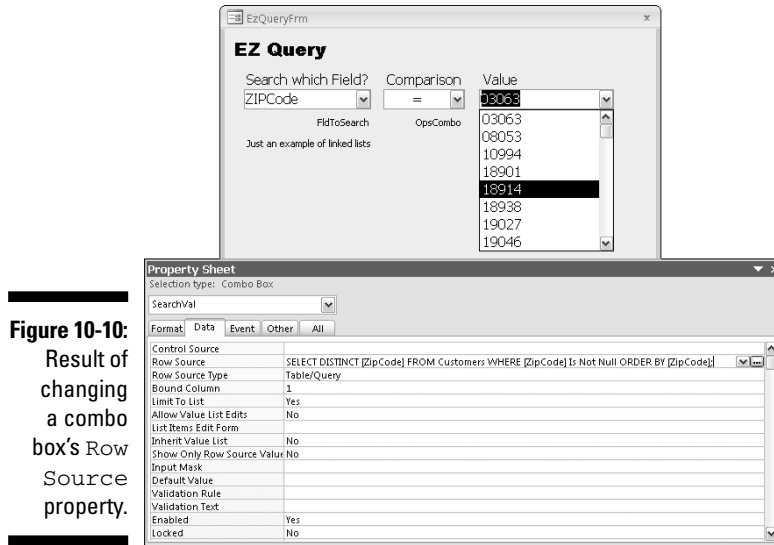 EzQueryFrm x
EZ Query
Search which Field? Comparison Value
ZIPCode = 03063
FldToSearch OpsCombo
Just an example of linked lists
03063
08053
10994
18901
18914
18938
19027
19046
Property Sheet
Selection type: Combo Box
SearchVal
Format Data Event Other All
Control Source
Row Source SELECT DISTINCT [ZipCode] FROM Customers WHERE [ZipCode] Is Not Null ORDER BY [ZipCode];
Row Source Type Table/Query
Bound Column 1
Limit To List Yes
Allow Value List Edits No
List Items Edit Form
Inherit Value List No
Show Only Row Source Value No
Input Mask
Default Value
Validation Rule
Validation Text
Enabled Yes
Locked No
Figure 10-10:
Result of
changing
a combo
box's Row
Source
property.